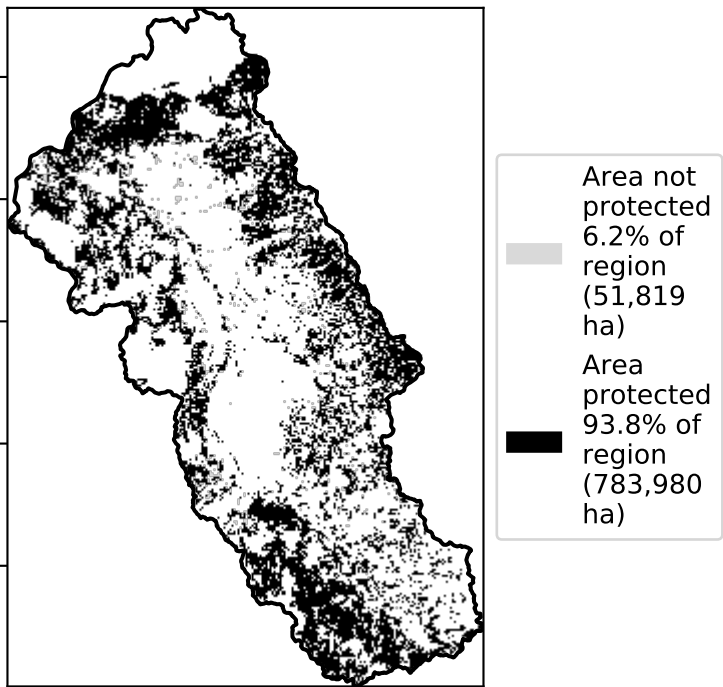 Area not
protected
6.2% of
region
(51,819
ha)
Area
protected
93.8% of
region
(783,980
ha)